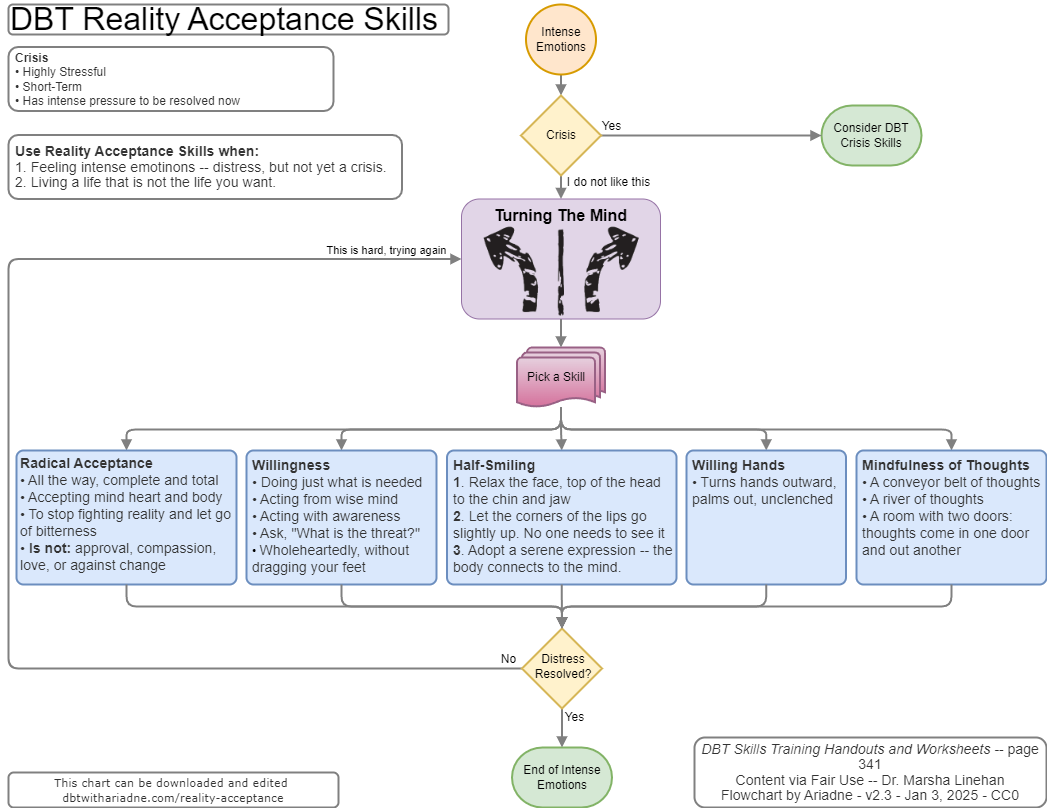 DBT Reality Acceptance Skills
Crisis
• Highly Stressful
• Short-Term
• Has intense pressure to be resolved now
Use Reality Acceptance Skills when:
1. Feeling intense emotinons -- distress, but not yet a crisis.
2. Living a life that is not the life you want.
Intense
Emotions
Crisis
Yes
Consider DBT
Crisis Skills
I do not like this
Turning The Mind
This is hard, trying again
Pick a Skill
Radical Acceptance
• All the way, complete and total
• Accepting mind heart and body
• To stop fighting reality and let go
of bitterness
• Is not: approval, compassion,
love, or against change
Willingness
• Doing just what is needed
• Acting from wise mind
• Acting with awareness
• Ask, "What is the threat?"
• Wholeheartedly, without
dragging your feet
Half-Smiling
1. Relax the face, top of the head
to the chin and jaw
2. Let the corners of the lips go
slightly up. No one needs to see it
3. Adopt a serene expression -- the
body connects to the mind.
Willing Hands
• Turns hands outward,
palms out, unclenched
Mindfulness of Thoughts
• A conveyor belt of thoughts
• A river of thoughts
• A room with two doors:
thoughts come in one door
and out another
No
Distress
Resolved?
Yes
End of Intense
Emotions
This chart can be downloaded and edited
dbtwithariadne.com/reality-acceptance
DBT Skills Training Handouts and Worksheets -- page
341
Content via Fair Use -- Dr. Marsha Linehan
Flowchart by Ariadne - v2.3 - Jan 3, 2025 - CC0